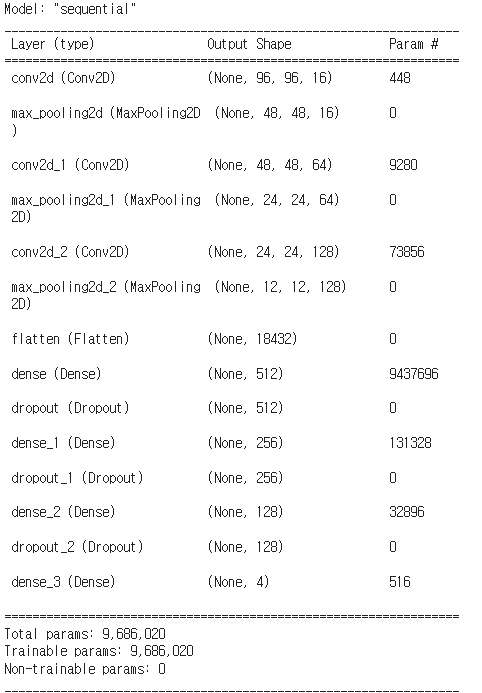 Model: "sequential"
_________________________________________________________________
Layer (type) Output Shape Param #
=================================================================
conv2d (Conv2D) (None, 96, 96, 16) 448
max_pooling2d (MaxPooling2D (None, 48, 48, 16) 0
)
conv2d_1 (Conv2D) (None, 48, 48, 64) 9280
max_pooling2d_1 (MaxPooling (None, 24, 24, 64) 0
2D)
conv2d_2 (Conv2D) (None, 24, 24, 128) 73856
max_pooling2d_2 (MaxPooling (None, 12, 12, 128) 0
2D)
flatten (Flatten) (None, 18432) 0
dense (Dense) (None, 512) 9437696
dropout (Dropout) (None, 512) 0
dense_1 (Dense) (None, 256) 131328
dropout_1 (Dropout) (None, 256) 0
dense_2 (Dense) (None, 128) 32896
dropout_2 (Dropout) (None, 128) 0
dense_3 (Dense) (None, 4) 516
=================================================================
Total params: 9,686,020
Trainable params: 9,686,020
Non-trainable params: 0
_________________________________________________________________